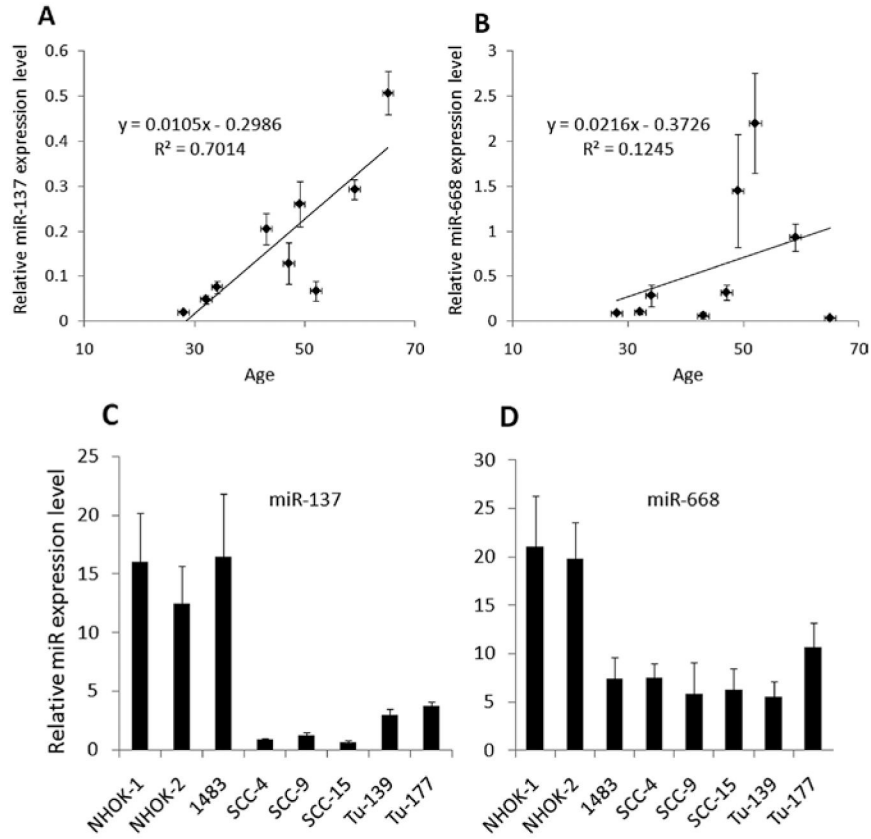 A
Relative miR-137 expression level
0.6
0.5
0.4
0.3
0.2
0.1
0
y = 0.0105x - 0.2986
R² = 0.7014
10
30
50
70
Age
B
Relative miR-668 expression level
3
2.5
2
1.5
1
0.5
0
y = 0.0216x - 0.3726
R² = 0.1245
10
30
50
70
Age
C
Relative miR expression level
25
20
15
10
5
0
miR-137
NHOK-1
NHOK-2
1483
SCC-4
SCC-9
SCC-15
Tu-139
Tu-177
D
30
25
20
15
10
5
0
miR-668
NHOK-1
NHOK-2
1483
SCC-4
SCC-9
SCC-15
Tu-139
Tu-177